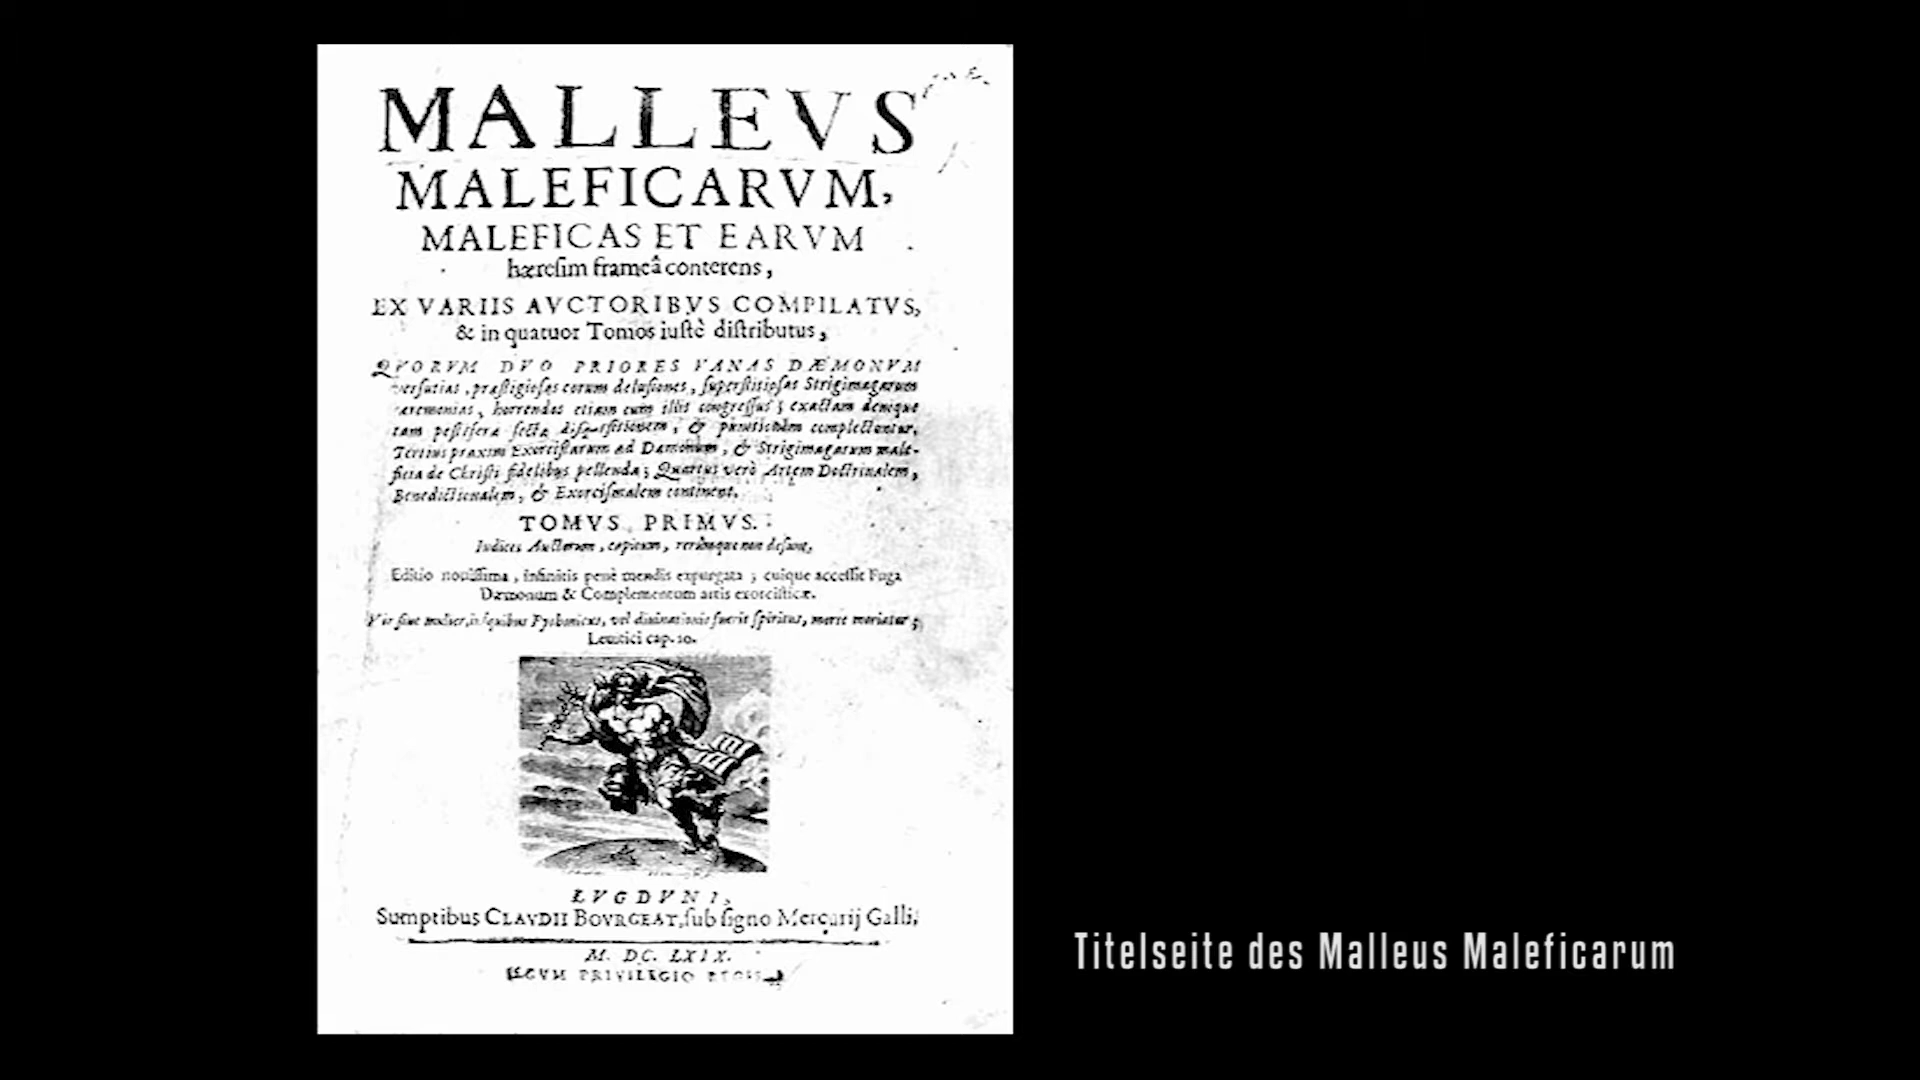 MALLEVS
MALEFICARVM,
MALEFICAS ET EARVM
hæresim frameâ conterens,
EX VARIIS AVCTORIBVS COMPILATVS,
& in quatuor Tomos iustè distributus,
QVORVM DVO PRIORES VANAS DÆMONVM
versutias, præstigiosas eorum delusiones, superstitiosas Strigimagarum
cæremonias, horrendos etiam cum illis congressus; exactam denique
tam pestiferæ sectæ disquisitionem, & punitionem complectuntur.
Tertius praxim Exorcistarum ad Dæmonum, & Strigimagarum male-
ficia de Christi fidelibus pellenda; Quartus verò Artem Doctrinalem,
Benedictionalem, & Exorcismalem continent.
TOMVS PRIMVS.
Indices Auctorum, capitum, rerúmque non desunt.
Editio nouissima, infinitis penè mendis expurgata; cuique accessit Fuga
Dæmonum & Complementum artis exorcisticæ.
Vir siue mulier, in quibus Pythonicus, vel diuinationis fuerit spiritus, morte moriatur;
Leuitici cap. 10.
LVGDVNI,
Sumptibus CLAVDII BOVRGEAT, sub signo Mercurij Galli.
M. DC. LXIX.
CVM PRIVILEGIO REGIS
Titelseite des Malleus Maleficarum